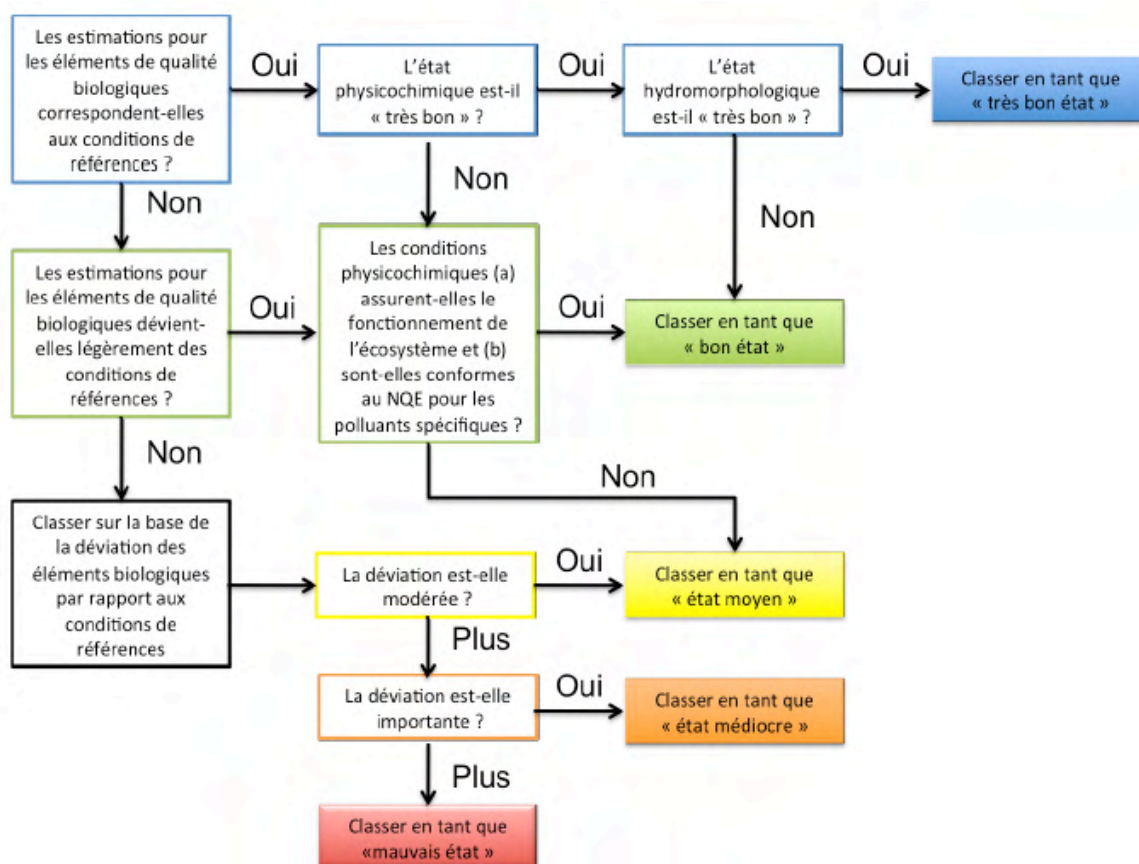 Les estimations pour
les éléments de qualité
biologiques
correspondent-elles
aux conditions de
références ?
Oui
L'état
physicochimique est-il
« très bon » ?
Oui
L'état
hydromorphologique
est-il « très bon » ?
Oui
Classer en tant que
« très bon état »
Non
Non
Non
Les estimations pour
les éléments de qualité
biologiques dévient-
elles légèrement des
conditions de
références ?
Oui
Les conditions
physicochimiques (a)
assurent-elles le
fonctionnement de
l'écosystème et (b)
sont-elles conformes
au NQE pour les
polluants spécifiques ?
Oui
Classer en tant que
« bon état »
Non
Non
Classer sur la base de
la déviation des
éléments biologiques
par rapport aux
conditions de
références
La déviation est-elle
modérée ?
Oui
Classer en tant que
« état moyen »
Plus
La déviation est-elle
importante ?
Oui
Classer en tant que
« état médiocre »
Plus
Classer en tant que
«mauvais état »